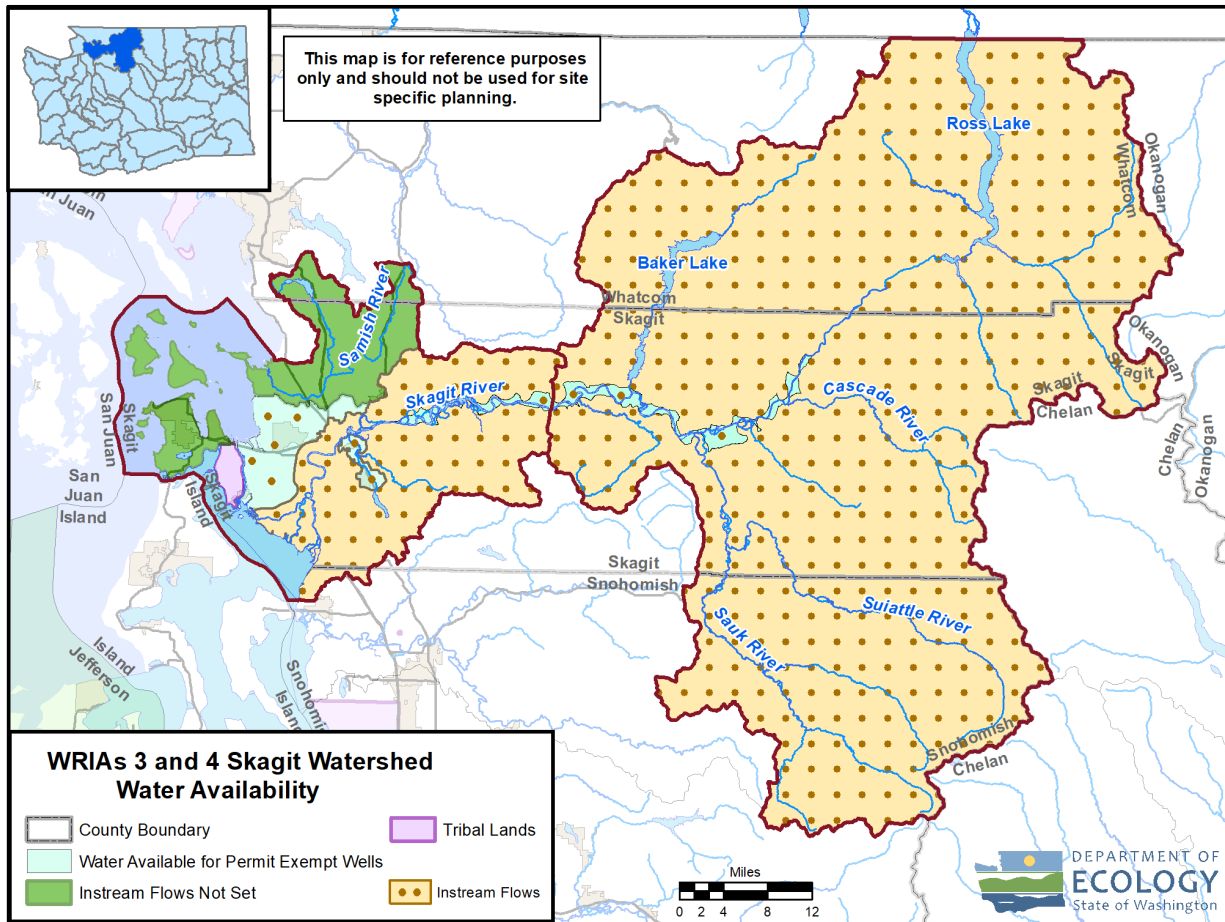 This map is for reference purposes
only and should not be used for site
specific planning.
Ross Lake
Okanogan
Whatcom
San Juan
Baker Lake
Whatcom
Skagit
Samish River
Okanogan
Skagit
Skagit
Chelan
Skagit River
Cascade River
Skagit
San Juan
Chelan
Okanogan
San
Juan
Island
Skagit
Island
Skagit
Snohomish
Suiattle River
Sauk River
Island
Jefferson
Snohomish
Island
Snohomish
Chelan
WRIAs 3 and 4 Skagit Watershed
Water Availability
County Boundary
Tribal Lands
Water Available for Permit Exempt Wells
Instream Flows Not Set
Instream Flows
Miles
0 2 4 8 12
DEPARTMENT OF
ECOLOGY
State of Washington